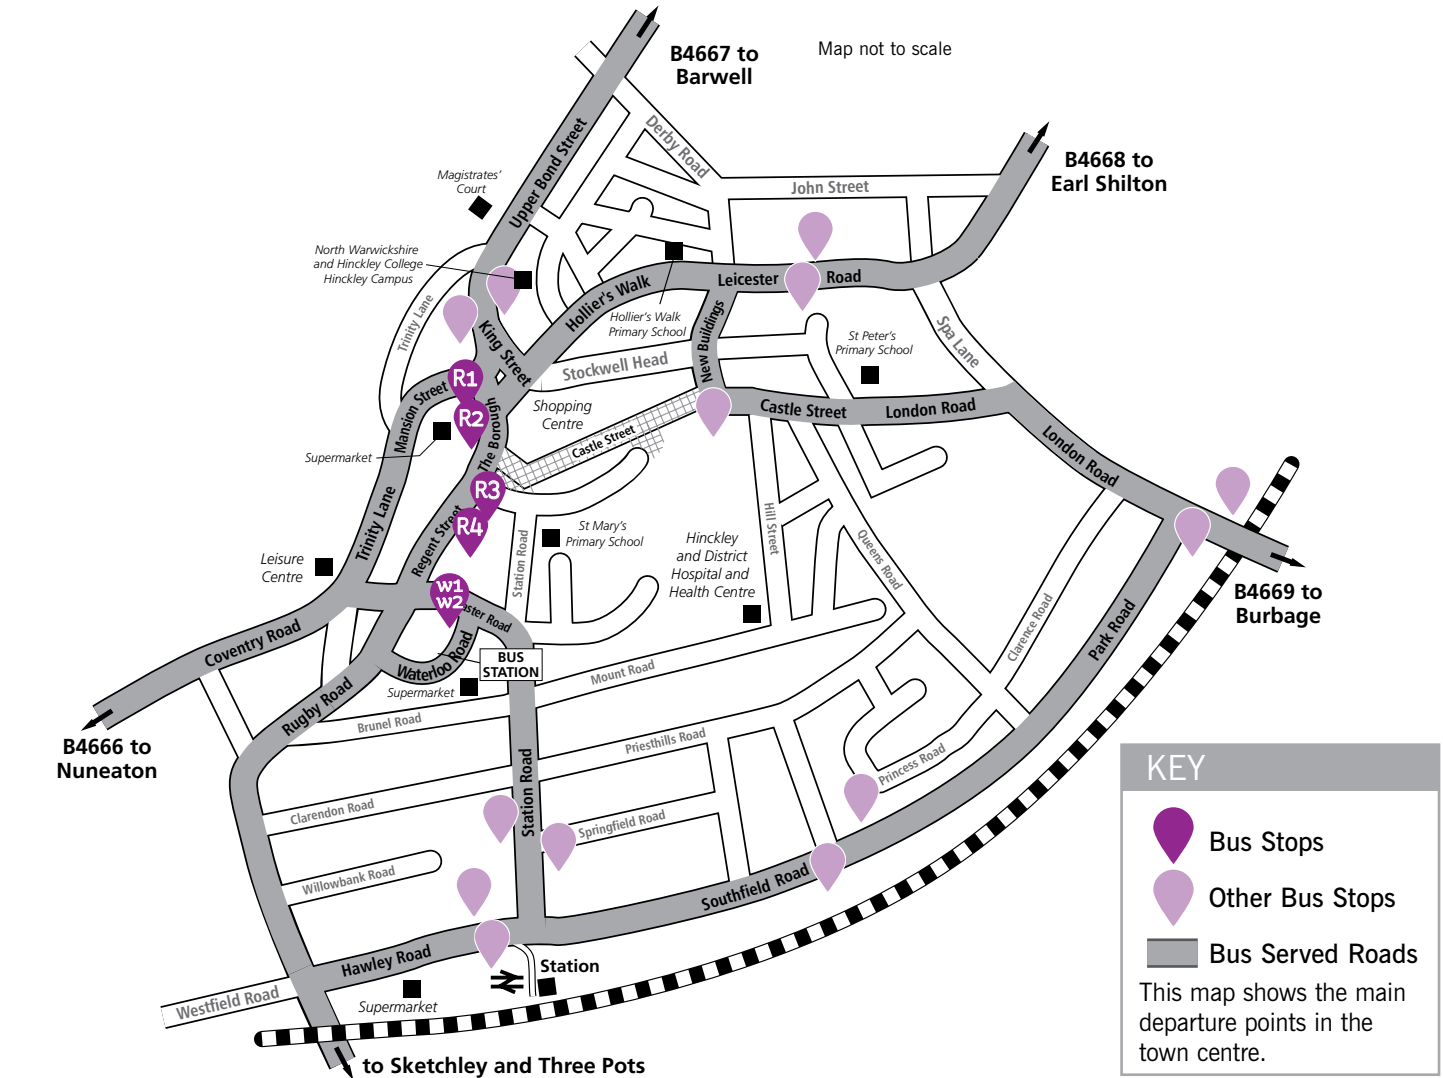 B4667 to
Barwell
Map not to scale
B4668 to
Earl Shilton
Derby Road
John Street
Magistrates'
Court
Upper Bond Street
North Warwickshire
and Hinckley College
Hinckley Campus
Trinity Lane
King Street
Hollier's Walk
Leicester
Road
Hollier's Walk
Primary School
New Buildings
St Peter's
Primary School
Spa Lane
Stockwell Head
Mansion Street
R1
R2
The Borough
Shopping
Centre
Castle Street
Castle Street
London Road
London Road
Supermarket
R3
R4
Trinity Lane
Regent Street
Station Road
St Mary's
Primary School
Hill Street
Queens Road
Hinckley
and District
Hospital and
Health Centre
Leisure
Centre
w1
w2
aster Road
B4669 to
Burbage
Clarence Road
Park Road
Coventry Road
Waterloo Road
BUS
STATION
Supermarket
Mount Road
Rugby Road
Brunel Road
B4666 to
Nuneaton
Priesthills Road
Princess Road
Clarendon Road
Station Road
Springfield Road
Willowbank Road
Southfield Road
Hawley Road
Station
Westfield Road
Supermarket
to Sketchley and Three Pots
KEY
Bus Stops
Other Bus Stops
Bus Served Roads
This map shows the main
departure points in the
town centre.